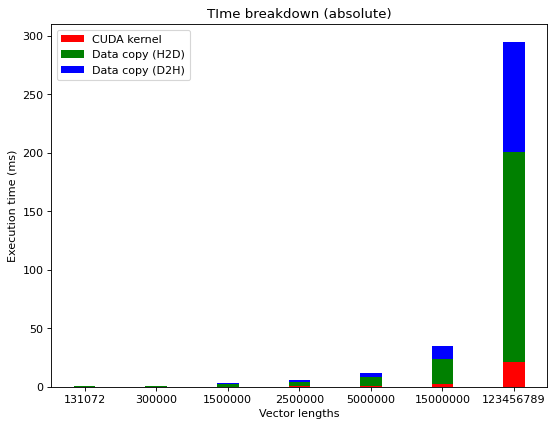 TIme breakdown (absolute)
CUDA kernel
Data copy (H2D)
Data copy (D2H)
300
250
200
150
100
50
0
Execution time (ms)
131072 300000 1500000 2500000 5000000 15000000 123456789
Vector lengths